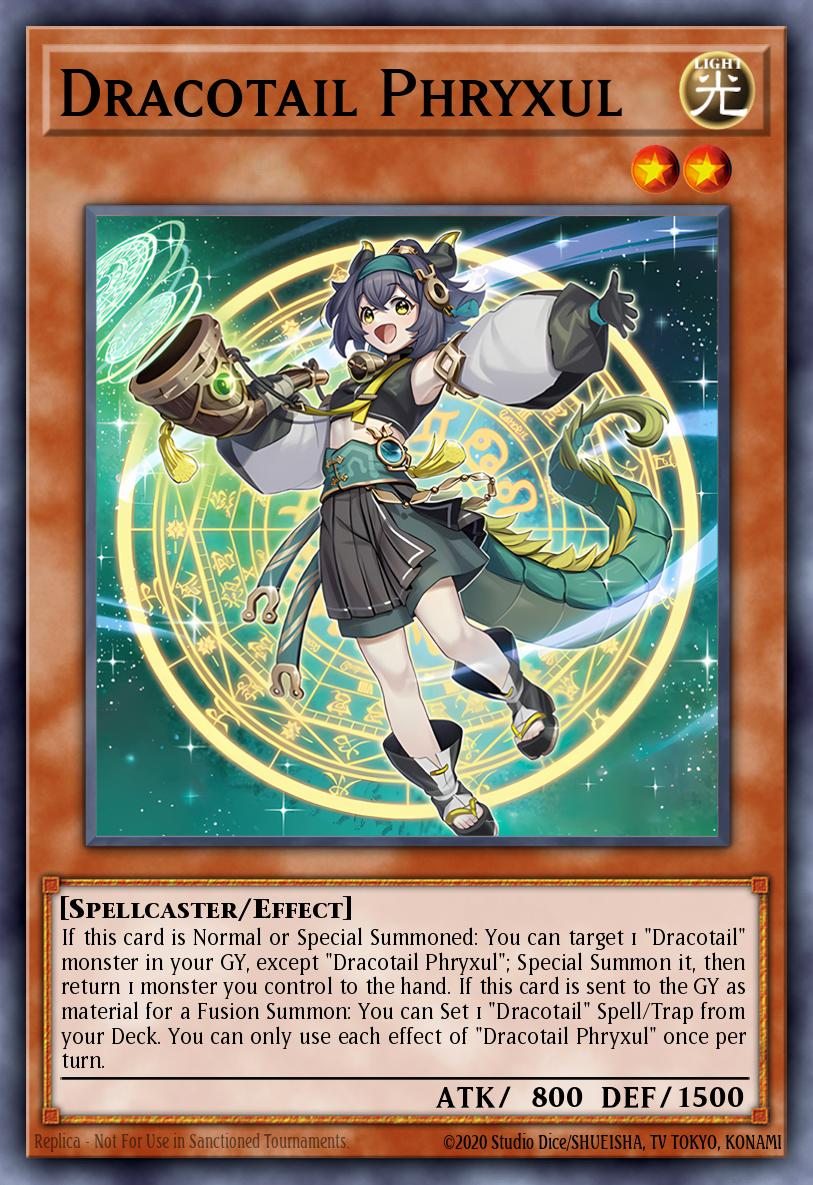 Dracotail Phryxul
LIGHT
光
[Spellcaster/Effect]
If this card is Normal or Special Summoned: You can target 1 "Dracotail"
monster in your GY, except "Dracotail Phryxul"; Special Summon it, then
return 1 monster you control to the hand. If this card is sent to the GY as
material for a Fusion Summon: You can Set 1 "Dracotail" Spell/Trap from
your Deck. You can only use each effect of "Dracotail Phryxul" once per
turn.
ATK/ 800 DEF/1500
Replica - Not For Use in Sanctioned Tournaments.
©2020 Studio Dice/SHUEISHA, TV TOKYO, KONAMI